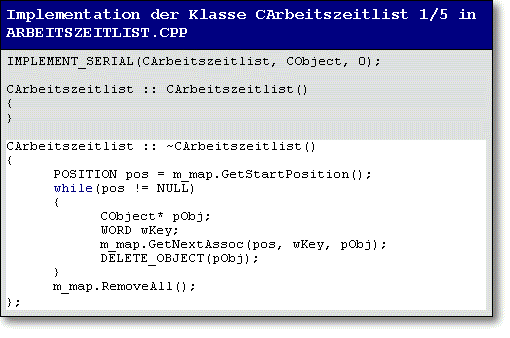 Implementation der Klasse CArbeitszeitlist 1/5 in
ARBEITSZEITLIST.CPP
IMPLEMENT_SERIAL(CArbeitszeitlist, CObject, 0);
CArbeitszeitlist :: CArbeitszeitlist()
{
}
CArbeitszeitlist :: ~CArbeitszeitlist()
{
POSITION pos = m_map.GetStartPosition();
while(pos != NULL)
{
CObject* pObj;
WORD wKey;
m_map.GetNextAssoc(pos, wKey, pObj);
DELETE_OBJECT(pObj);
}
m_map.RemoveAll();
};